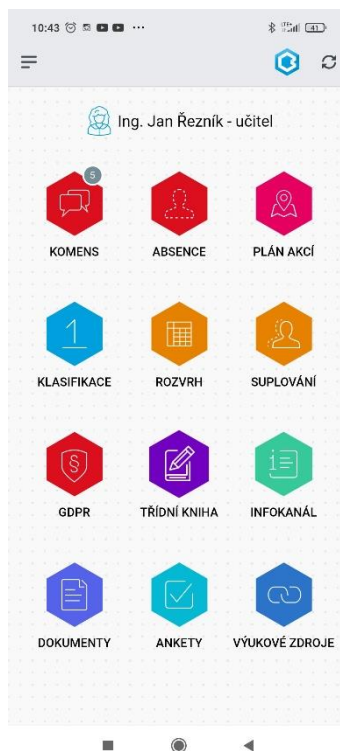 10:43
41
Ing. Jan Řezník - učitel
5
KOMENS ABSENCE PLÁN AKCÍ
1
KLASIFIKACE ROZVRH SUPLOVÁNÍ
§
GDPR TŘÍDNÍ KNIHA INFOKANÁL
DOKUMENTY ANKETY VÝUKOVÉ ZDROJE